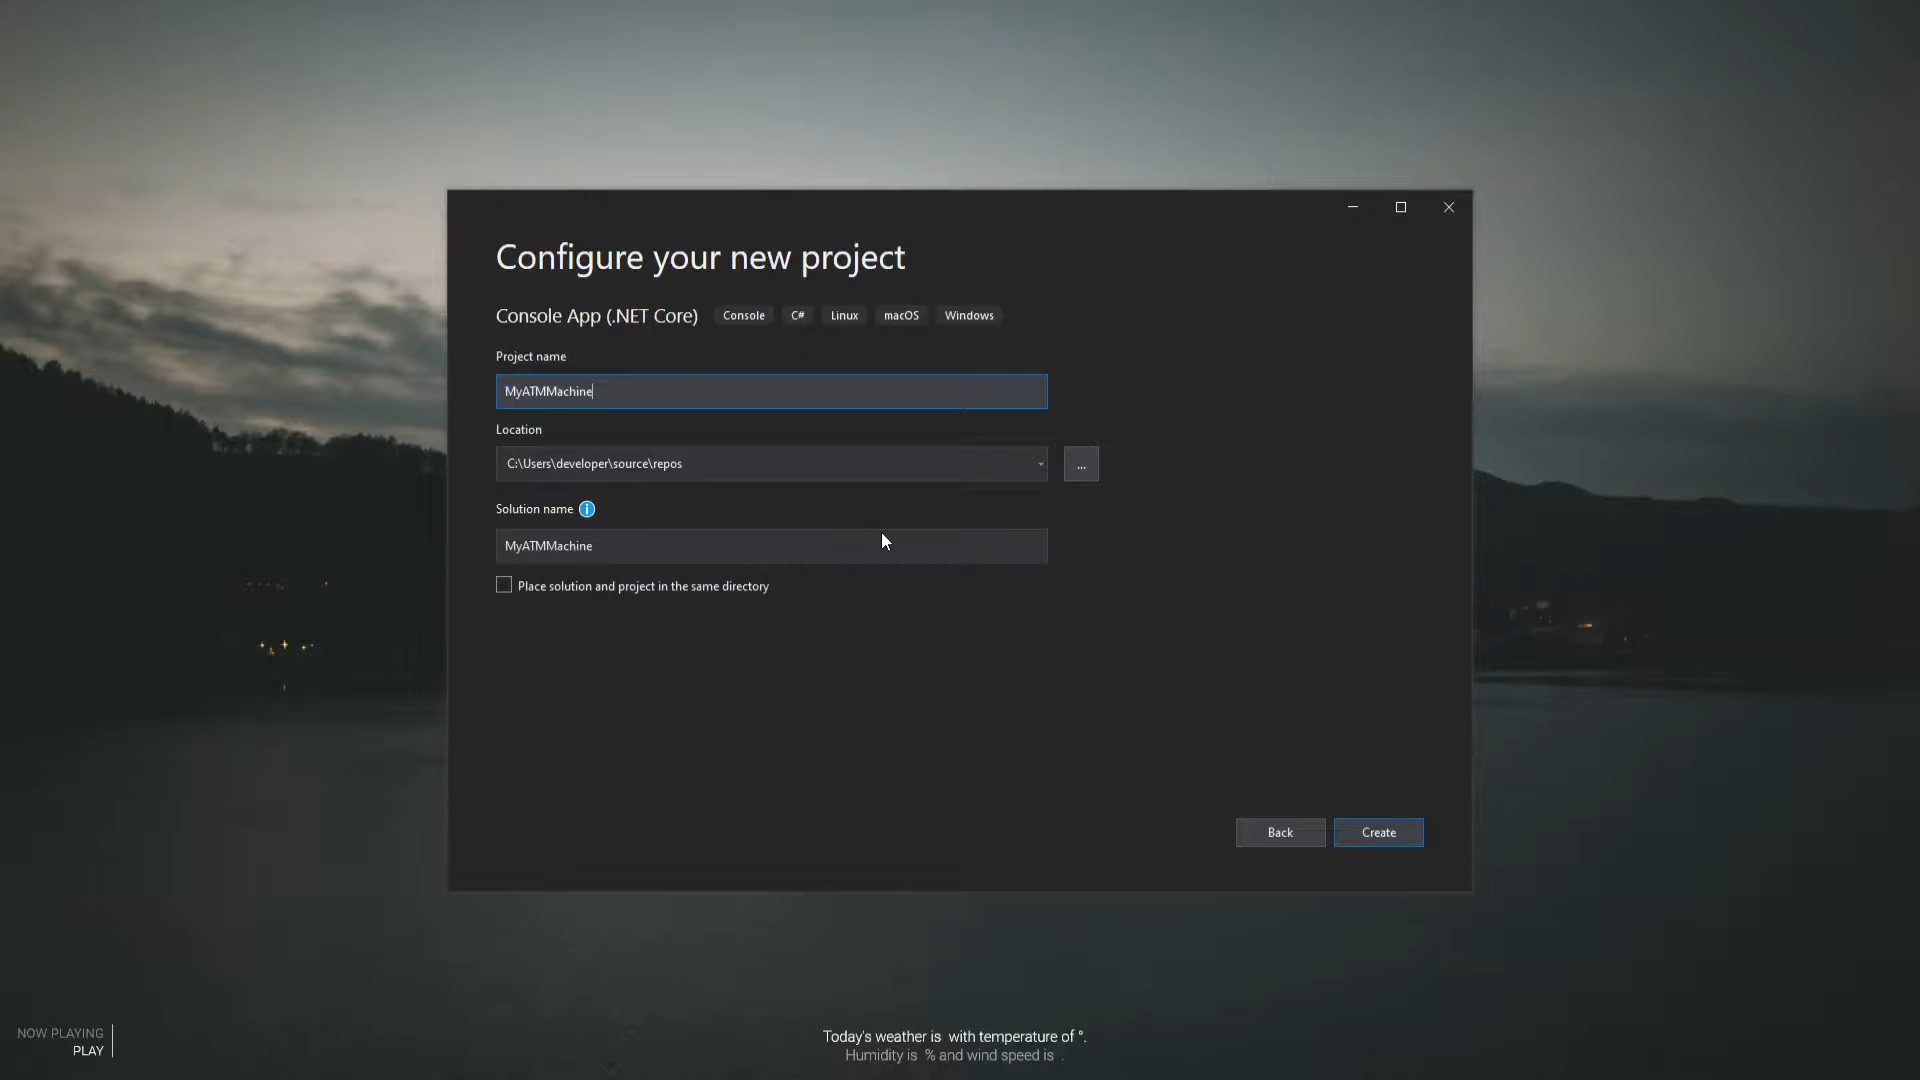 Configure your new project
Console App (.NET Core) Console C# Linux macOS Windows
Project name
MyATMMachine
Location
C:\Users\developer\source\repos
...
Solution name
MyATMMachine
Place solution and project in the same directory
Back
Create
NOW PLAYING
PLAY
Today's weather is with temperature of °.
Humidity is % and wind speed is .